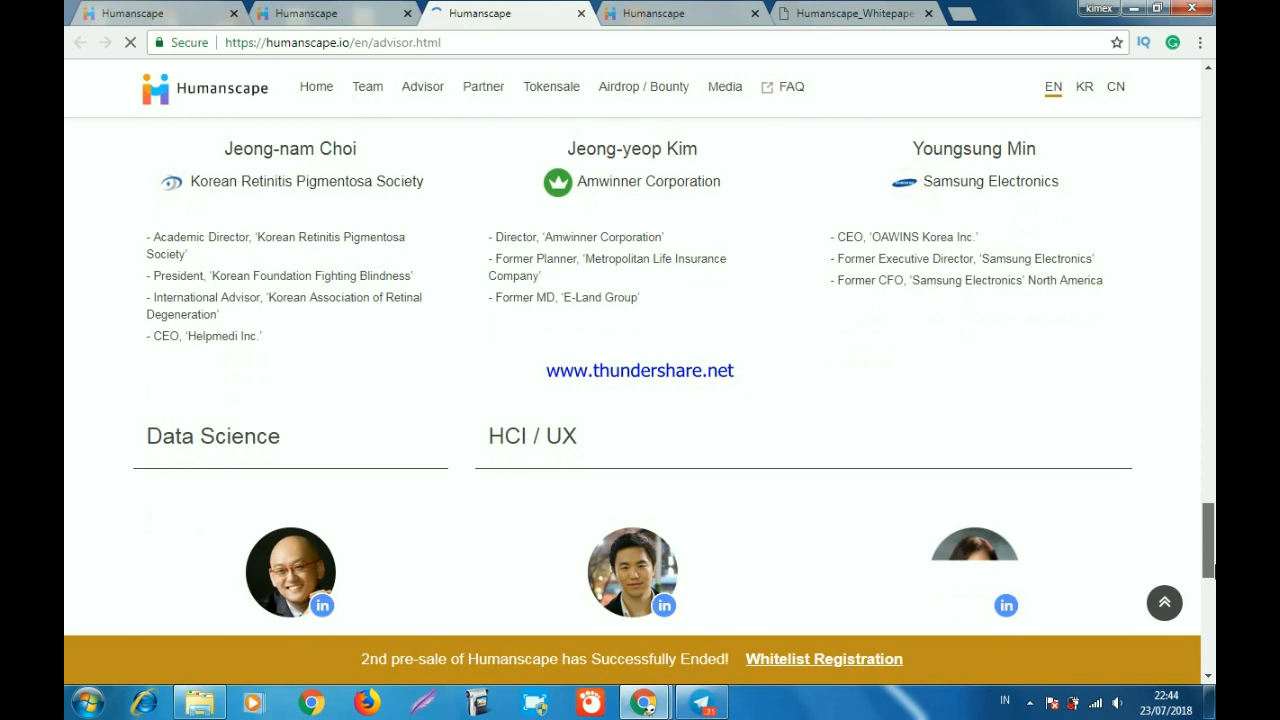 Humanscape
Humanscape
Humanscape
Humanscape
Humanscape_Whitepape
kimex
Secure
https://humanscape.io/en/advisor.html
IQ
Humanscape
Home
Team
Advisor
Partner
Tokensale
Airdrop / Bounty
Media
FAQ
EN
KR
CN
Jeong-nam Choi
Korean Retinitis Pigmentosa Society
- Academic Director, ‘Korean Retinitis Pigmentosa
Society’
- President, ‘Korean Foundation Fighting Blindness’
- International Advisor, ‘Korean Association of Retinal
Degeneration’
- CEO, ‘Helpmedi Inc.’
Jeong-yeop Kim
Amwinner Corporation
- Director, ‘Amwinner Corporation’
- Former Planner, ‘Metropolitan Life Insurance
Company’
- Former MD, ‘E-Land Group’
Youngsung Min
Samsung Electronics
- CEO, ‘OAWINS Korea Inc.’
- Former Executive Director, ‘Samsung Electronics’
- Former CFO, ‘Samsung Electronics’ North America
www.thundershare.net
Data Science
HCI / UX
in
in
in
2nd pre-sale of Humanscape has Successfully Ended! Whitelist Registration
71
IN
22:44
23/07/2018